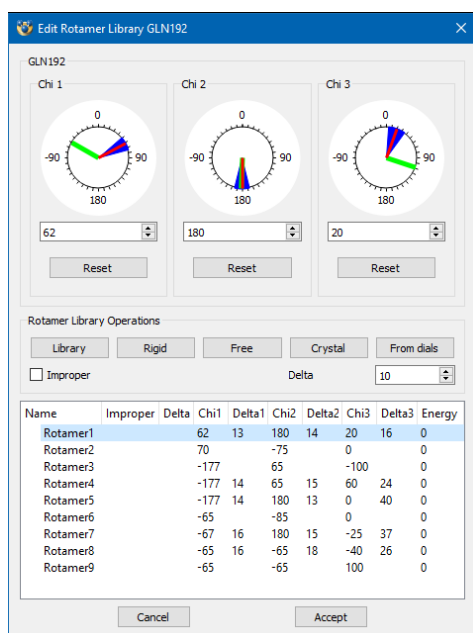 Edit Rotamer Library GLN192
GLN192
Chi 1 Chi 2 Chi 3
0 0 0
-90 90 -90 90 -90 90
180 180 180
62 180 20
Reset Reset Reset
Rotamer Library Operations
Library Rigid Free Crystal From dials
Improper Delta 10
Name Improper Delta Chi1 Delta1 Chi2 Delta2 Chi3 Delta3 Energy
Rotamer1 62 13 180 14 20 16 0
Rotamer2 70 -75 0 0
Rotamer3 -177 65 -100 0
Rotamer4 -177 14 65 15 60 24 0
Rotamer5 -177 14 180 13 0 40 0
Rotamer6 -65 -85 0 0
Rotamer7 -67 16 180 15 -25 37 0
Rotamer8 -65 16 -65 18 -40 26 0
Rotamer9 -65 -65 100 0
Cancel Accept